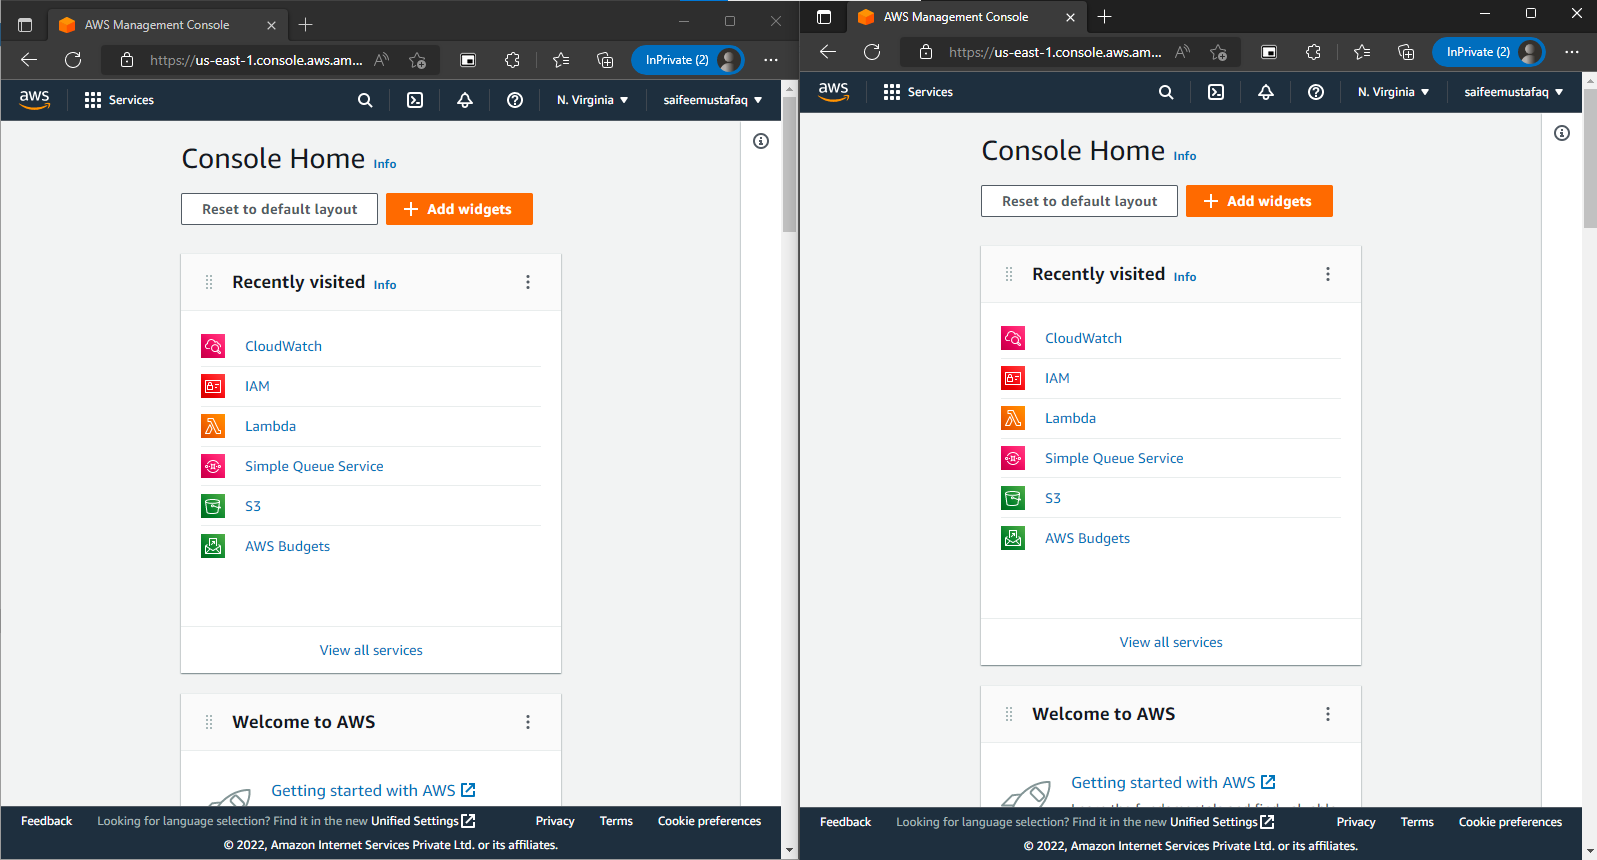 AWS Management Console
https://us-east-1.console.aws.am...
InPrivate (2)
aws
Services
N. Virginia
saifeemustafaq
Console Home Info
Reset to default layout
Add widgets
Recently visited Info
CloudWatch
IAM
Lambda
Simple Queue Service
S3
AWS Budgets
View all services
Welcome to AWS
Getting started with AWS
Feedback Looking for language selection? Find it in the new Unified Settings Privacy Terms Cookie preferences
© 2022, Amazon Internet Services Private Ltd. or its affiliates.
AWS Management Console
https://us-east-1.console.aws.am...
InPrivate (2)
aws
Services
N. Virginia
saifeemustafaq
Console Home Info
Reset to default layout
Add widgets
Recently visited Info
CloudWatch
IAM
Lambda
Simple Queue Service
S3
AWS Budgets
View all services
Welcome to AWS
Getting started with AWS
Feedback Looking for language selection? Find it in the new Unified Settings Privacy Terms Cookie preferences
© 2022, Amazon Internet Services Private Ltd. or its affiliates.